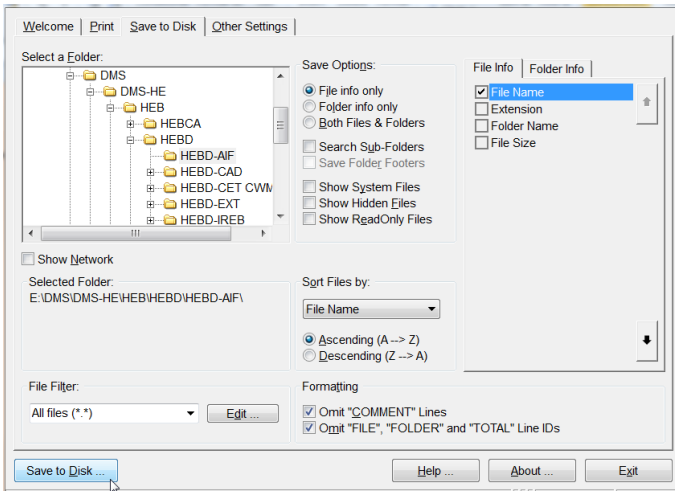 Welcome Print Save to Disk Other Settings
Select a Folder:
DMS
DMS-HE
HEB
HEBCA
HEBD
HEBD-AIF
HEBD-CAD
HEBD-CET CWM
HEBD-EXT
HEBD-IREB
Show Network
Selected Folder:
E:\DMS\DMS-HE\HEB\HEBD\HEBD-AIF\
File Filter:
All files (*.*) Edit ...
Save Options:
File info only
Folder info only
Both Files & Folders
Search Sub-Folders
Save Folder Footers
Show System Files
Show Hidden Files
Show ReadOnly Files
Sort Files by:
File Name
Ascending (A --> Z)
Descending (Z --> A)
Formatting
Omit "COMMENT" Lines
Omit "FILE", "FOLDER" and "TOTAL" Line IDs
File Info Folder Info
File Name
Extension
Folder Name
File Size
Save to Disk ... Help ... About ... Exit